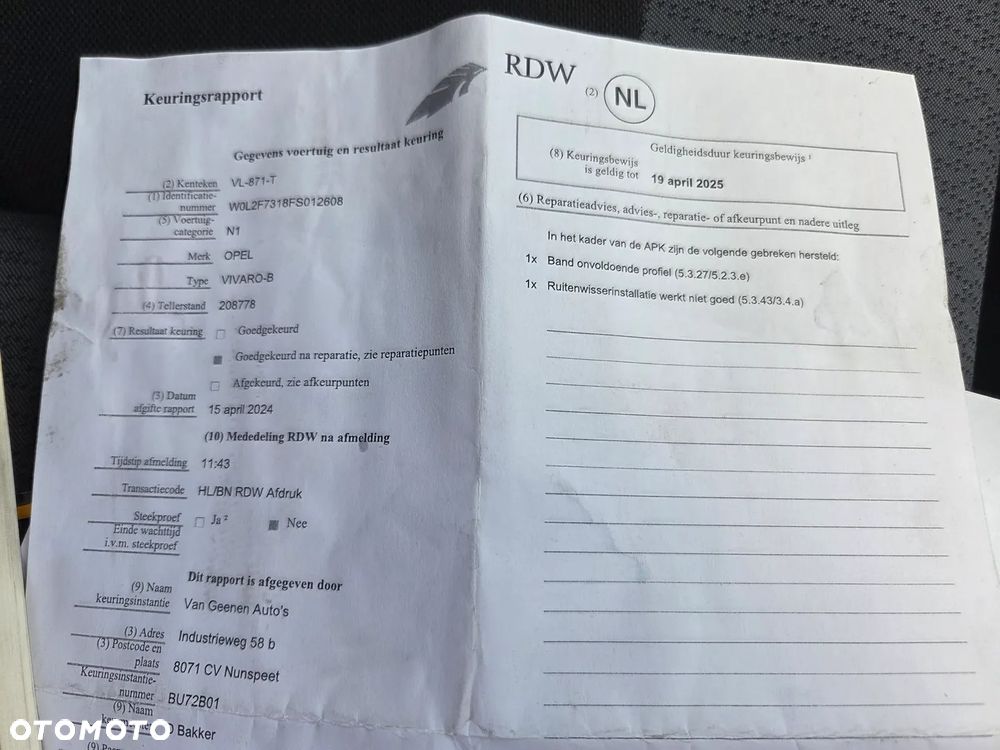 Keuringsrapport
Gegevens voertuig en resultaat keuring
(2) Kenteken VL-871-T
(1) Identificatie-
nummer W0L2F7318FS012608
(5) Voertuig-
categorie N1
Merk OPEL
Type VIVARO-B
(4) Tellerstand 208778
(7) Resultaat keuring Goedgekeurd
Goedgekeurd na reparatie, zie reparatiepunten
Afgekeurd, zie afkeurpunten
(3) Datum
afgifte rapport 15 april 2024
(10) Mededeling RDW na afmelding
Tijdstip afmelding 11:43
Transactiecode HL/BN RDW Afdruk
Steekproef Ja ² Nee
Einde wachttijd
i.v.m. steekproef
Dit rapport is afgegeven door
(9) Naam
keuringsinstantie Van Geenen Auto's
(3) Adres Industrieweg 58 b
(3) Postcode en
plaats 8071 CV Nunspeet
Keuringsinstantie-
nummer BU72B01
(9) Naam
Bakker
(9)
RDW
(2) NL
Geldigheidsduur keuringsbewijs ¹
(8) Keuringsbewijs
is geldig tot 19 april 2025
(6) Reparatieadvies, advies-, reparatie- of afkeurpunt en nadere uitleg
In het kader van de APK zijn de volgende gebreken hersteld:
1x Band onvoldoende profiel (5.3.27/5.2.3.e)
1x Ruitenwisserinstallatie werkt niet goed (5.3.43/3.4.a)
OTOMOTO